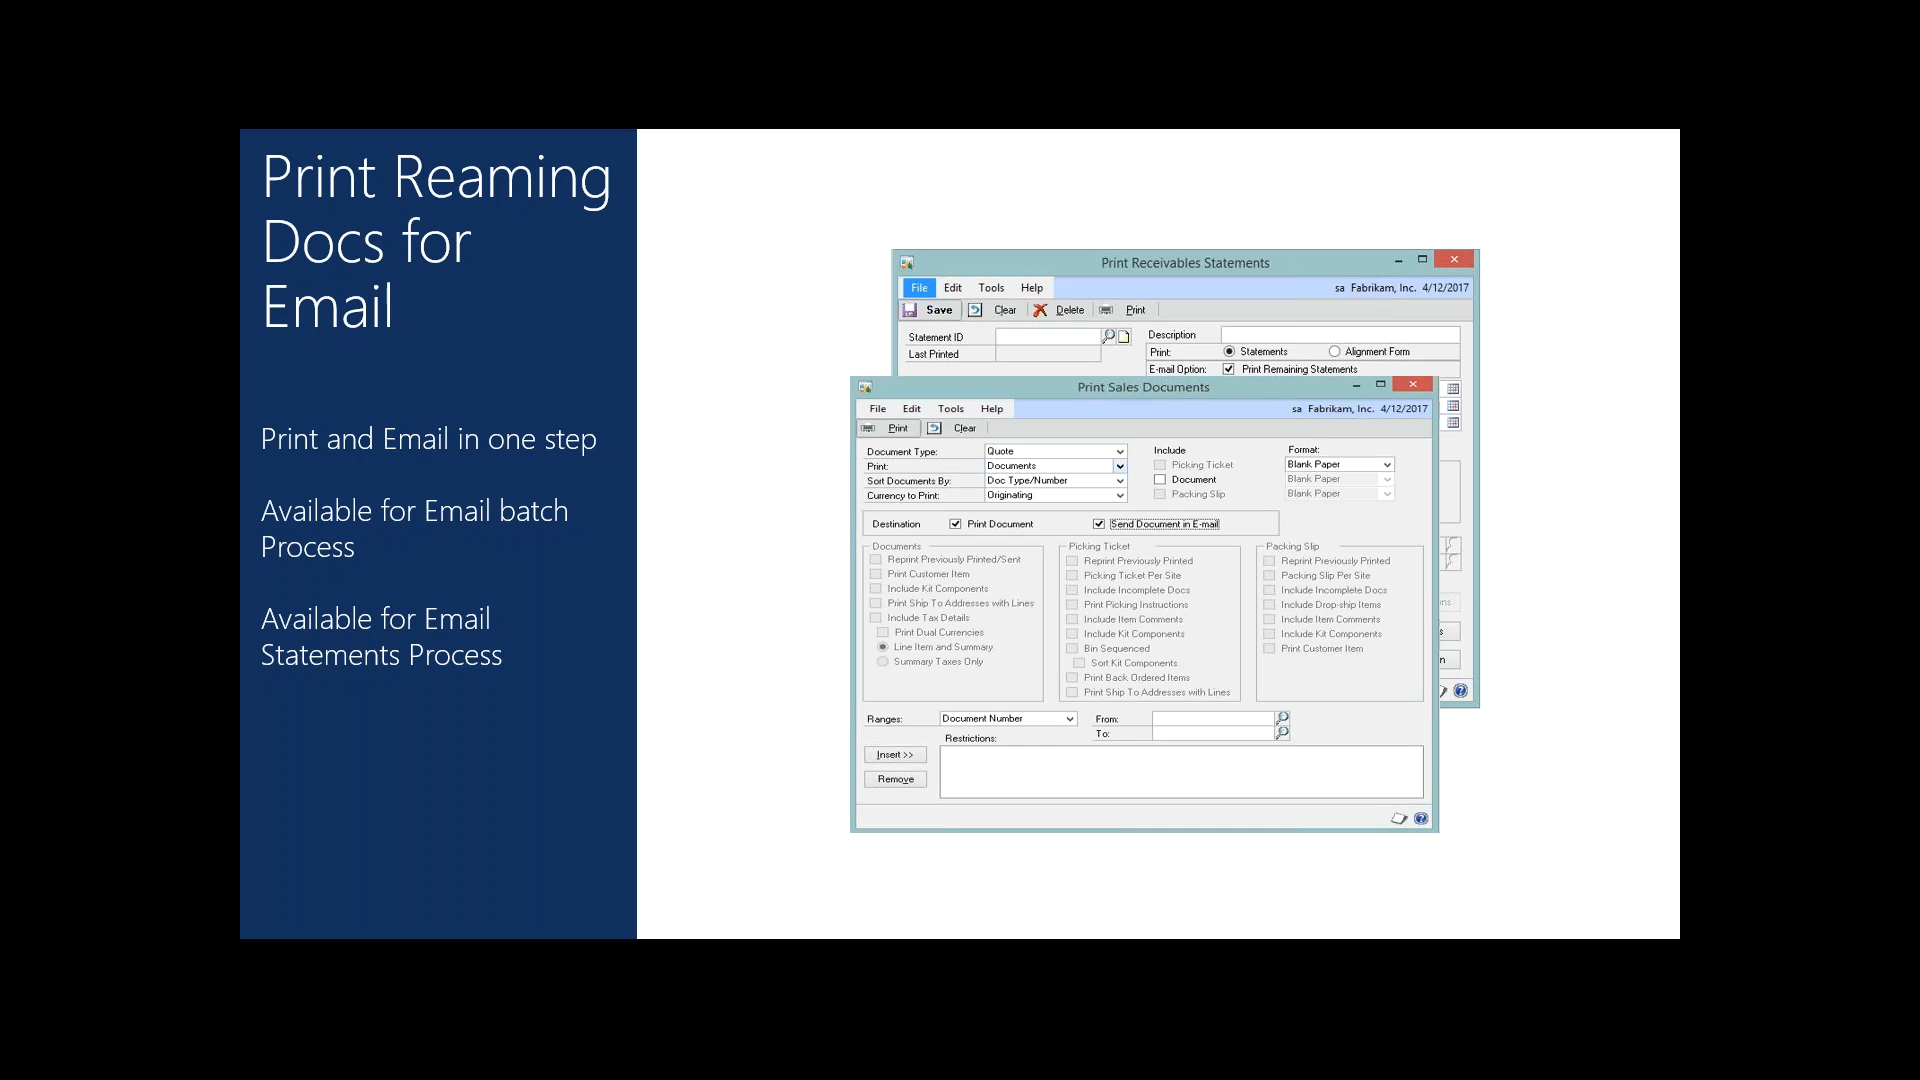 Print Reaming
Docs for
Email
Print and Email in one step
Available for Email batch
Process
Available for Email
Statements Process
Print Receivables Statements
File Edit Tools Help
sa Fabrikam, Inc. 4/12/2017
Save Clear Delete Print
Statement ID
Last Printed
Description
Print: Statements Alignment Form
E-mail Option: Print Remaining Statements
Print Sales Documents
File Edit Tools Help
sa Fabrikam, Inc. 4/12/2017
Print Clear
Document Type: Quote
Print: Documents
Sort Documents By: Doc Type/Number
Currency to Print: Originating
Include
Picking Ticket
Document
Packing Slip
Format:
Blank Paper
Blank Paper
Blank Paper
Destination Print Document Send Document in E-mail
Documents
Reprint Previously Printed/Sent
Print Customer Item
Include Kit Components
Print Ship To Addresses with Lines
Include Tax Details
Print Dual Currencies
Line Item and Summary
Summary Taxes Only
Picking Ticket
Reprint Previously Printed
Picking Ticket Per Site
Include Incomplete Docs
Print Picking Instructions
Include Item Comments
Include Kit Components
Bin Sequenced
Sort Kit Components
Print Back Ordered Items
Print Ship To Addresses with Lines
Packing Slip
Reprint Previously Printed
Packing Slip Per Site
Include Incomplete Docs
Include Drop-ship Items
Include Item Comments
Include Kit Components
Print Customer Item
Ranges: Document Number From:
To:
Restrictions:
Insert >>
Remove